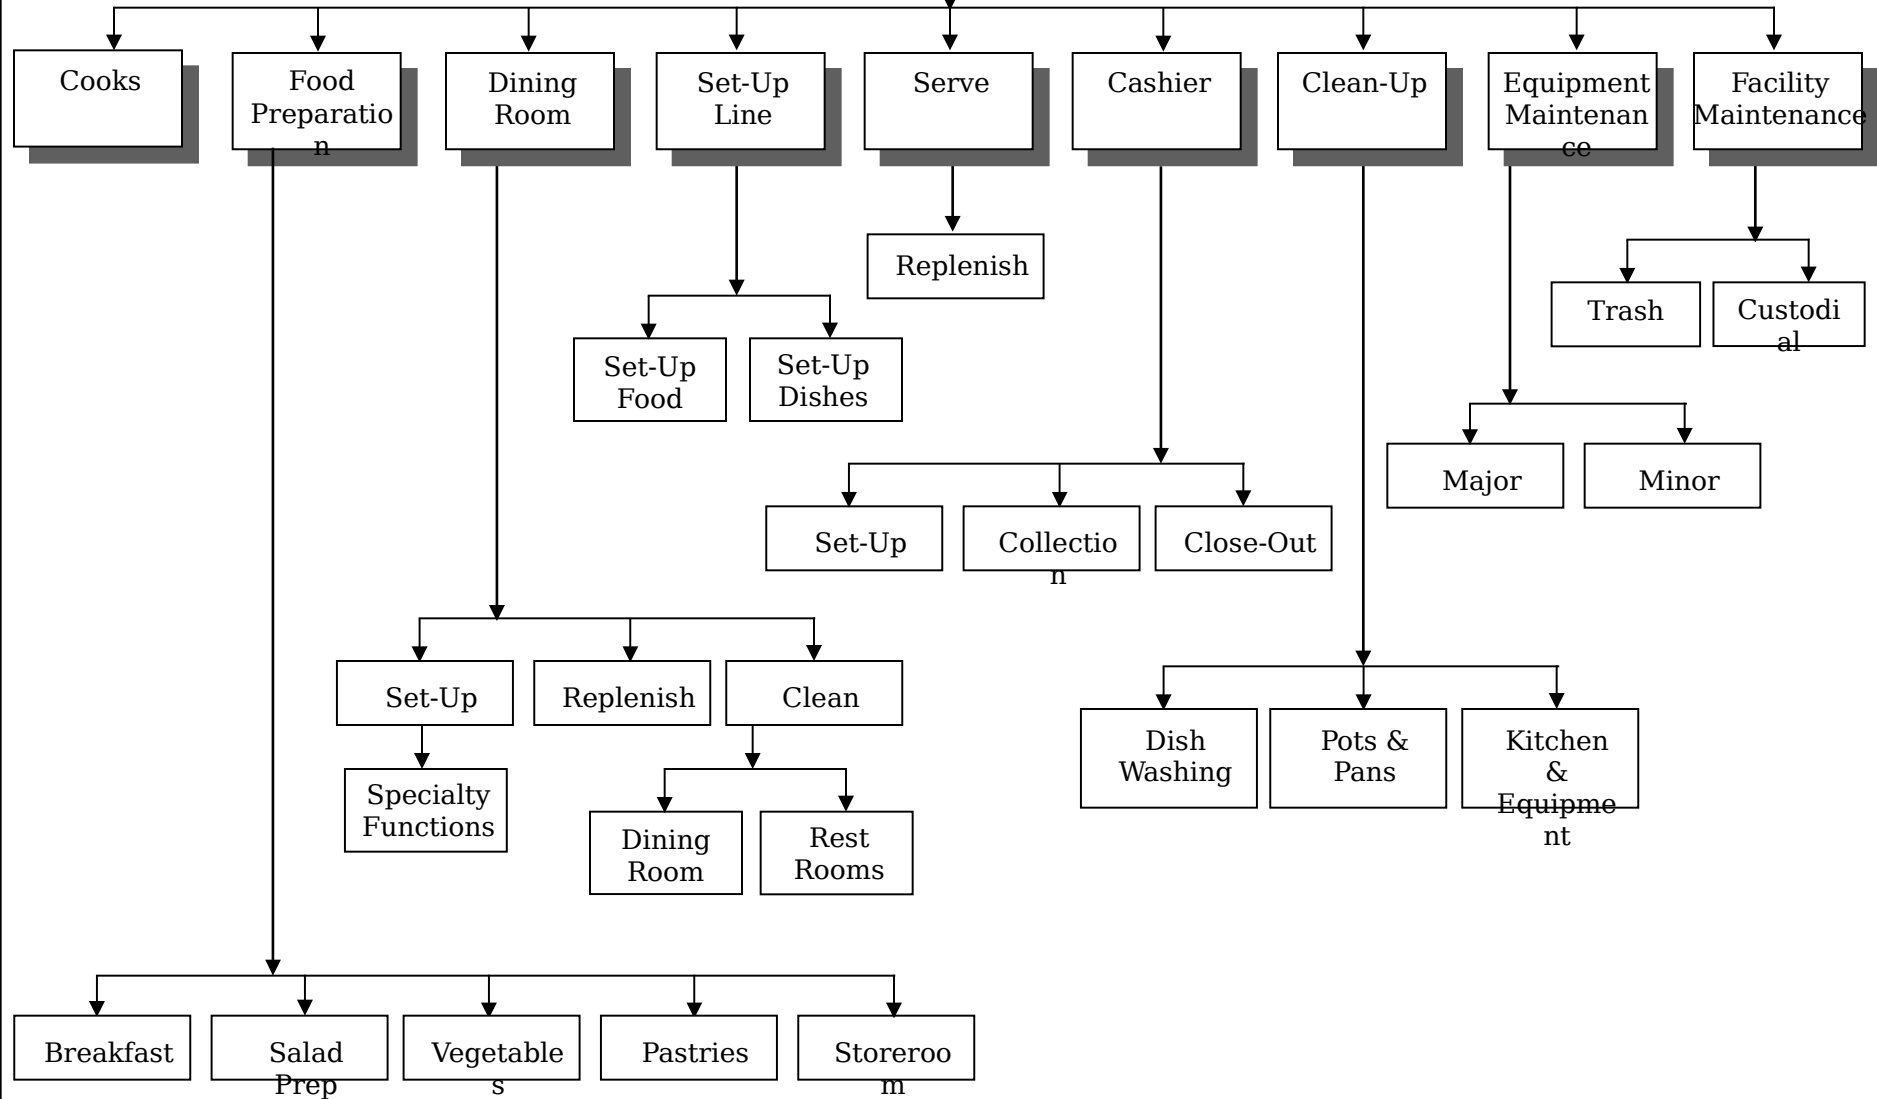 Cooks
Food
Preparatio
n
Dining
Room
Set-Up
Line
Serve
Cashier
Clean-Up
Equipment
Maintenan
ce
Facility
Maintenance
Replenish
Trash
Custodi
al
Set-Up
Food
Set-Up
Dishes
Major
Minor
Set-Up
Collectio
n
Close-Out
Set-Up
Replenish
Clean
Dish
Washing
Pots &
Pans
Kitchen
&
Equipme
nt
Specialty
Functions
Dining
Room
Rest
Rooms
Breakfast
Salad
Prep
Vegetable
s
Pastries
Storeroo
m